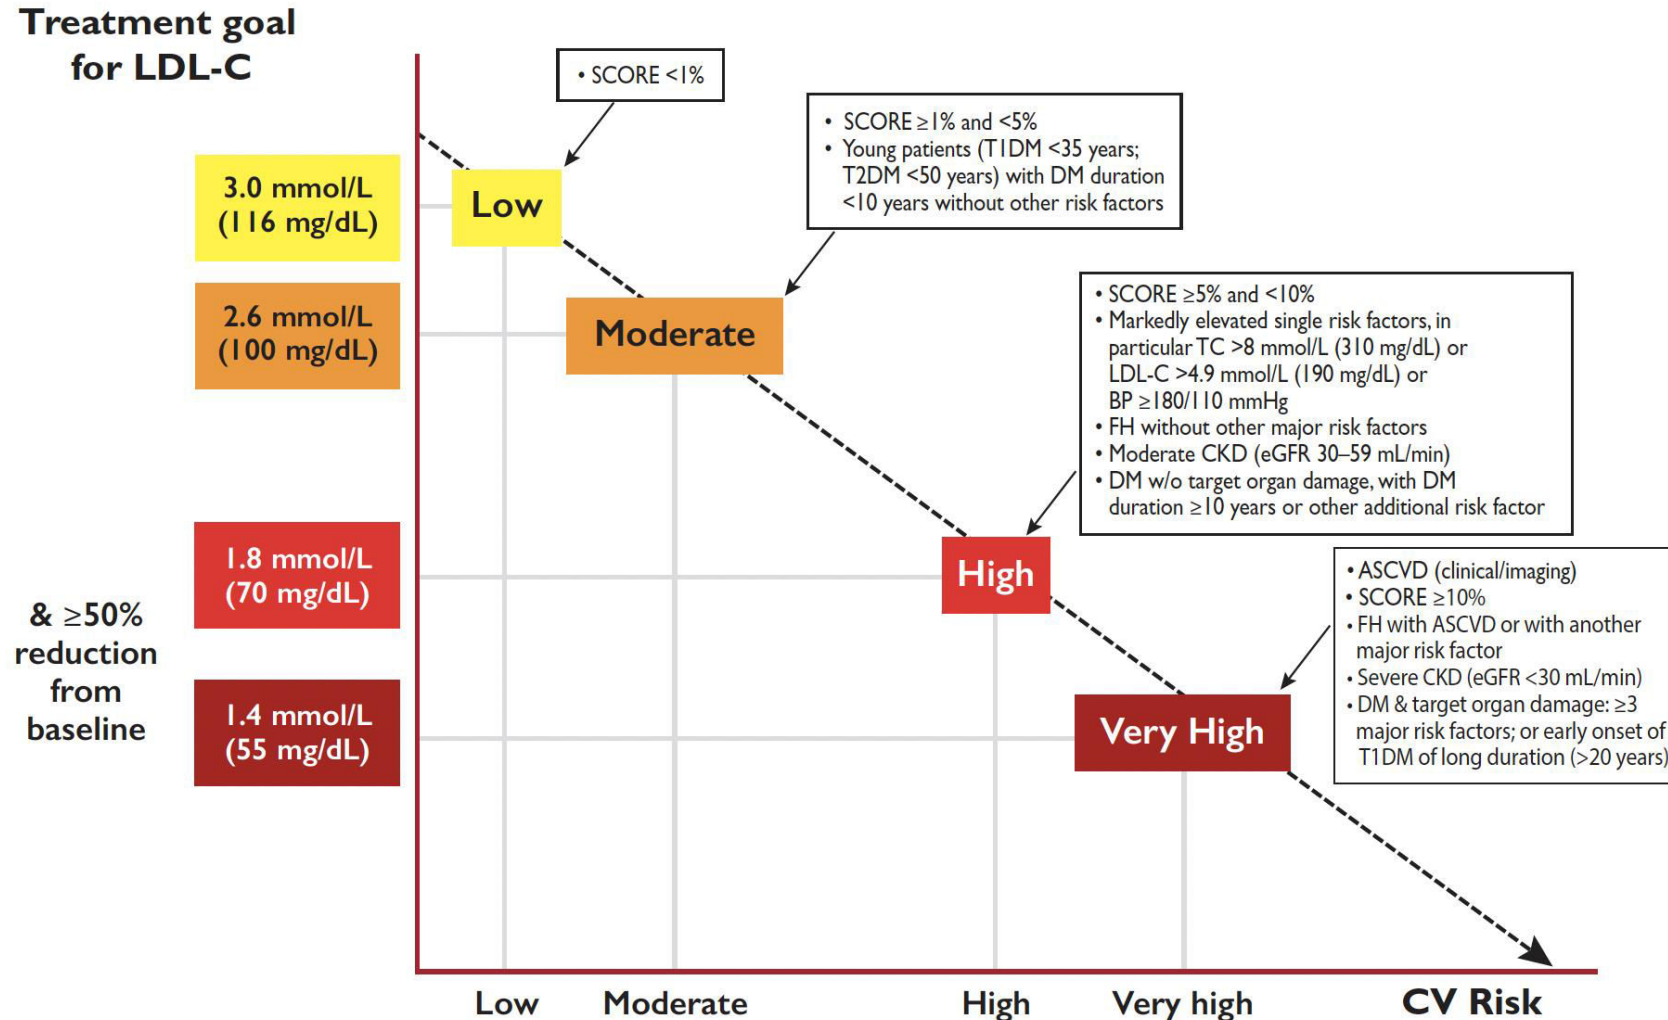 Treatment goal
for LDL-C
• SCORE <1%
• SCORE ≥1% and <5%
• Young patients (T1DM <35 years;
T2DM <50 years) with DM duration
<10 years without other risk factors
3.0 mmol/L
(116 mg/dL)
Low
2.6 mmol/L
(100 mg/dL)
Moderate
• SCORE ≥5% and <10%
• Markedly elevated single risk factors, in
particular TC >8 mmol/L (310 mg/dL) or
LDL-C >4.9 mmol/L (190 mg/dL) or
BP ≥180/110 mmHg
• FH without other major risk factors
• Moderate CKD (eGFR 30–59 mL/min)
• DM w/o target organ damage, with DM
duration ≥10 years or other additional risk factor
1.8 mmol/L
(70 mg/dL)
High
& ≥50%
reduction
from
baseline
1.4 mmol/L
(55 mg/dL)
Very High
• ASCVD (clinical/imaging)
• SCORE ≥10%
• FH with ASCVD or with another
major risk factor
• Severe CKD (eGFR <30 mL/min)
• DM & target organ damage: ≥3
major risk factors; or early onset of
T1DM of long duration (>20 years)
Low
Moderate
High
Very high
CV Risk